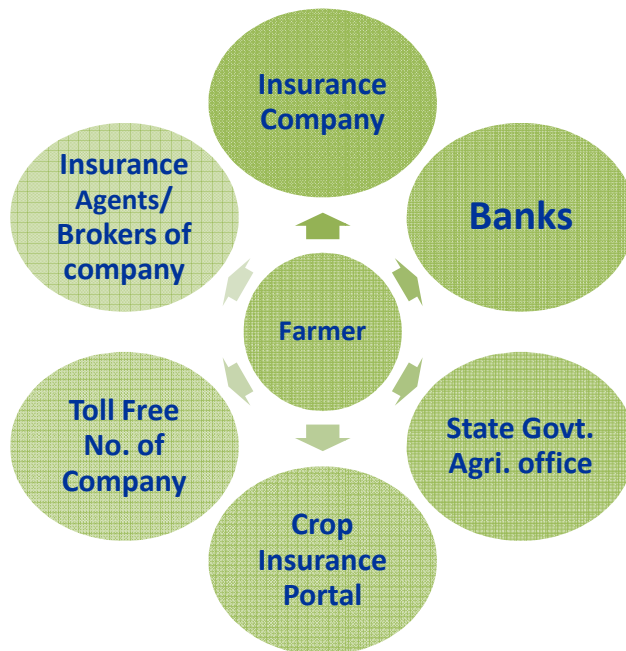 Insurance
Company
Banks
State Govt.
Agri. office
Crop
Insurance
Portal
Toll Free
No. of
Company
Insurance
Agents/
Brokers of
company
Farmer